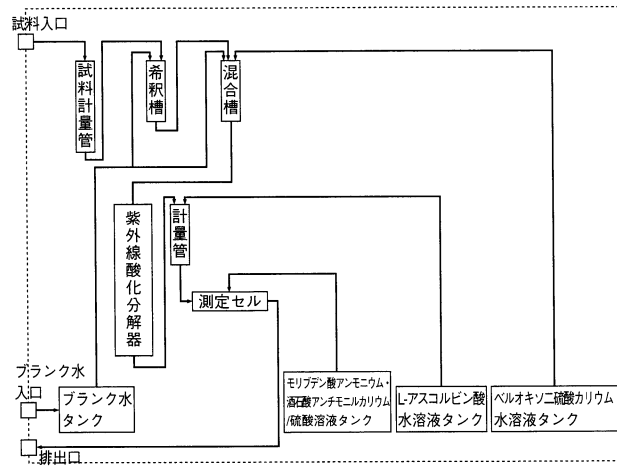 試料入口
試料計量管
希釈槽
混合槽
紫外線酸化分解器
計量管
測定セル
ブランク水
入口
ブランク水
タンク
モリブデン酸アンモニウム・
酒石酸アンチモニルカリウム
/硫酸溶液タンク
L-アスコルビン酸
水溶液タンク
ペルオキソ二硫酸カリウム
水溶液タンク
排出口